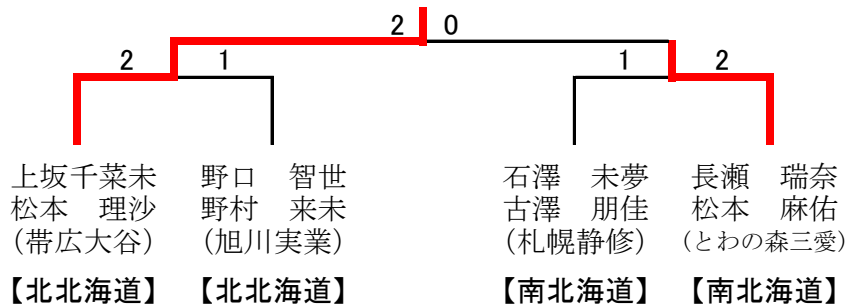 2 0
2 1 1 2
上坂千菜未 野口 智世 石澤 未夢 長瀬 瑞奈
松本 理沙 野村 来未 古澤 朋佳 松本 麻佑
(帯広大谷) (旭川実業) (札幌静修) (とわの森三愛)
【北北海道】 【北北海道】 【南北海道】 【南北海道】